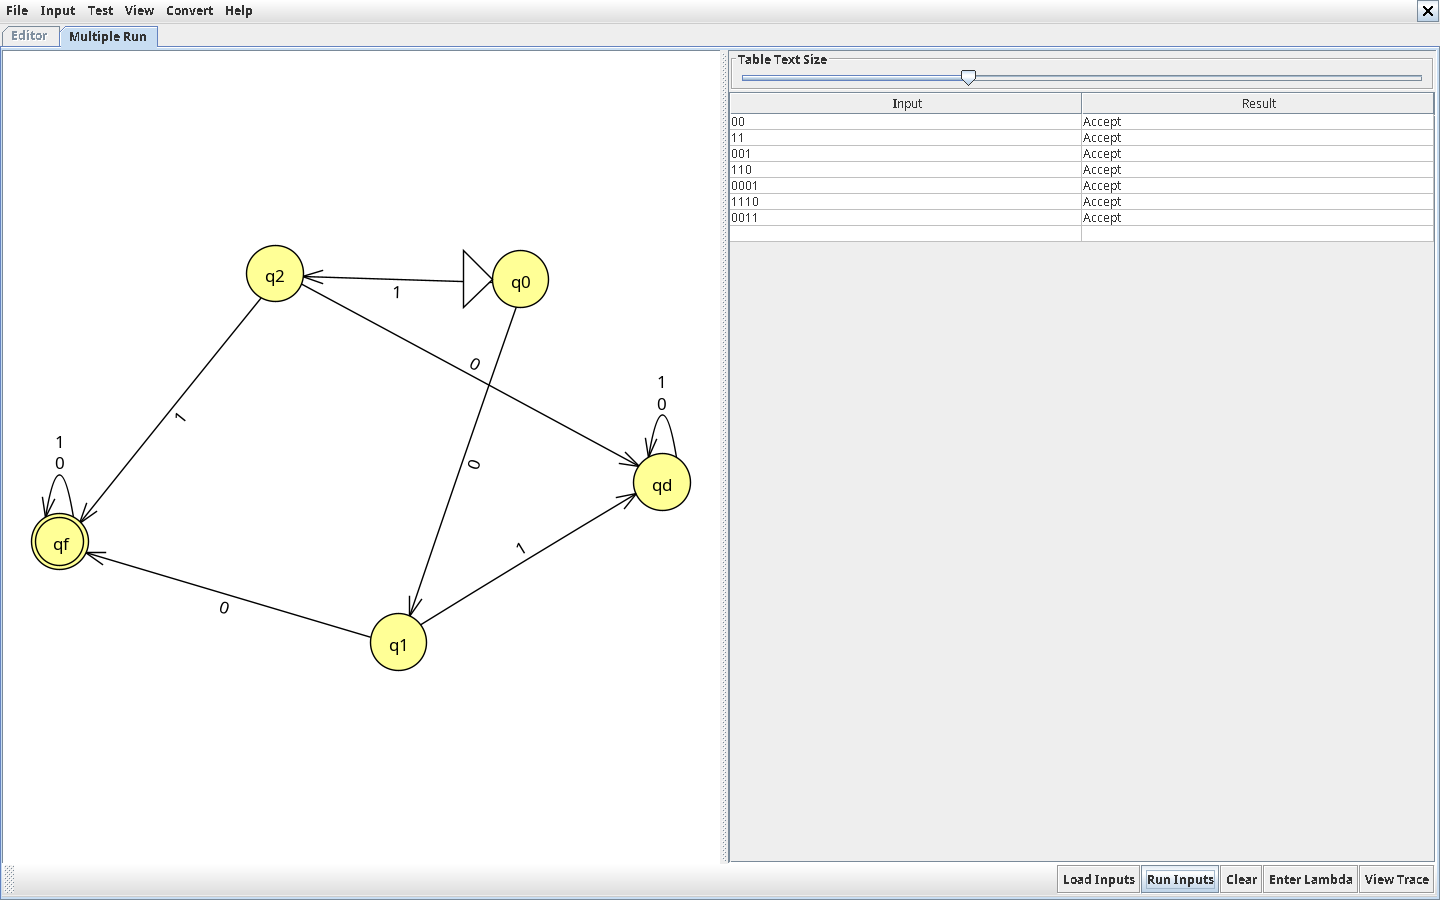 File Input Test View Convert Help
Editor Multiple Run
Table Text Size
Input Result
00 Accept
11 Accept
001 Accept
110 Accept
0001 Accept
1110 Accept
0011 Accept
q2
q0
1
0
1
0
1
1
0
1
0
0
qd
qf
1
0
q1
Load Inputs Run Inputs Clear Enter Lambda View Trace